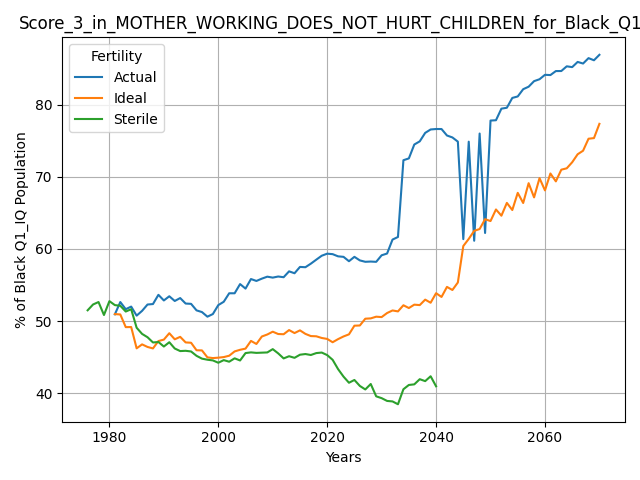 Score_3_in_MOTHER_WORKING_DOES_NOT_HURT_CHILDREN_for_Black_Q1
Fertility
Actual
Ideal
Sterile
% of Black Q1_IQ Population
80
70
60
50
40
1980
2000
2020
2040
2060
Years